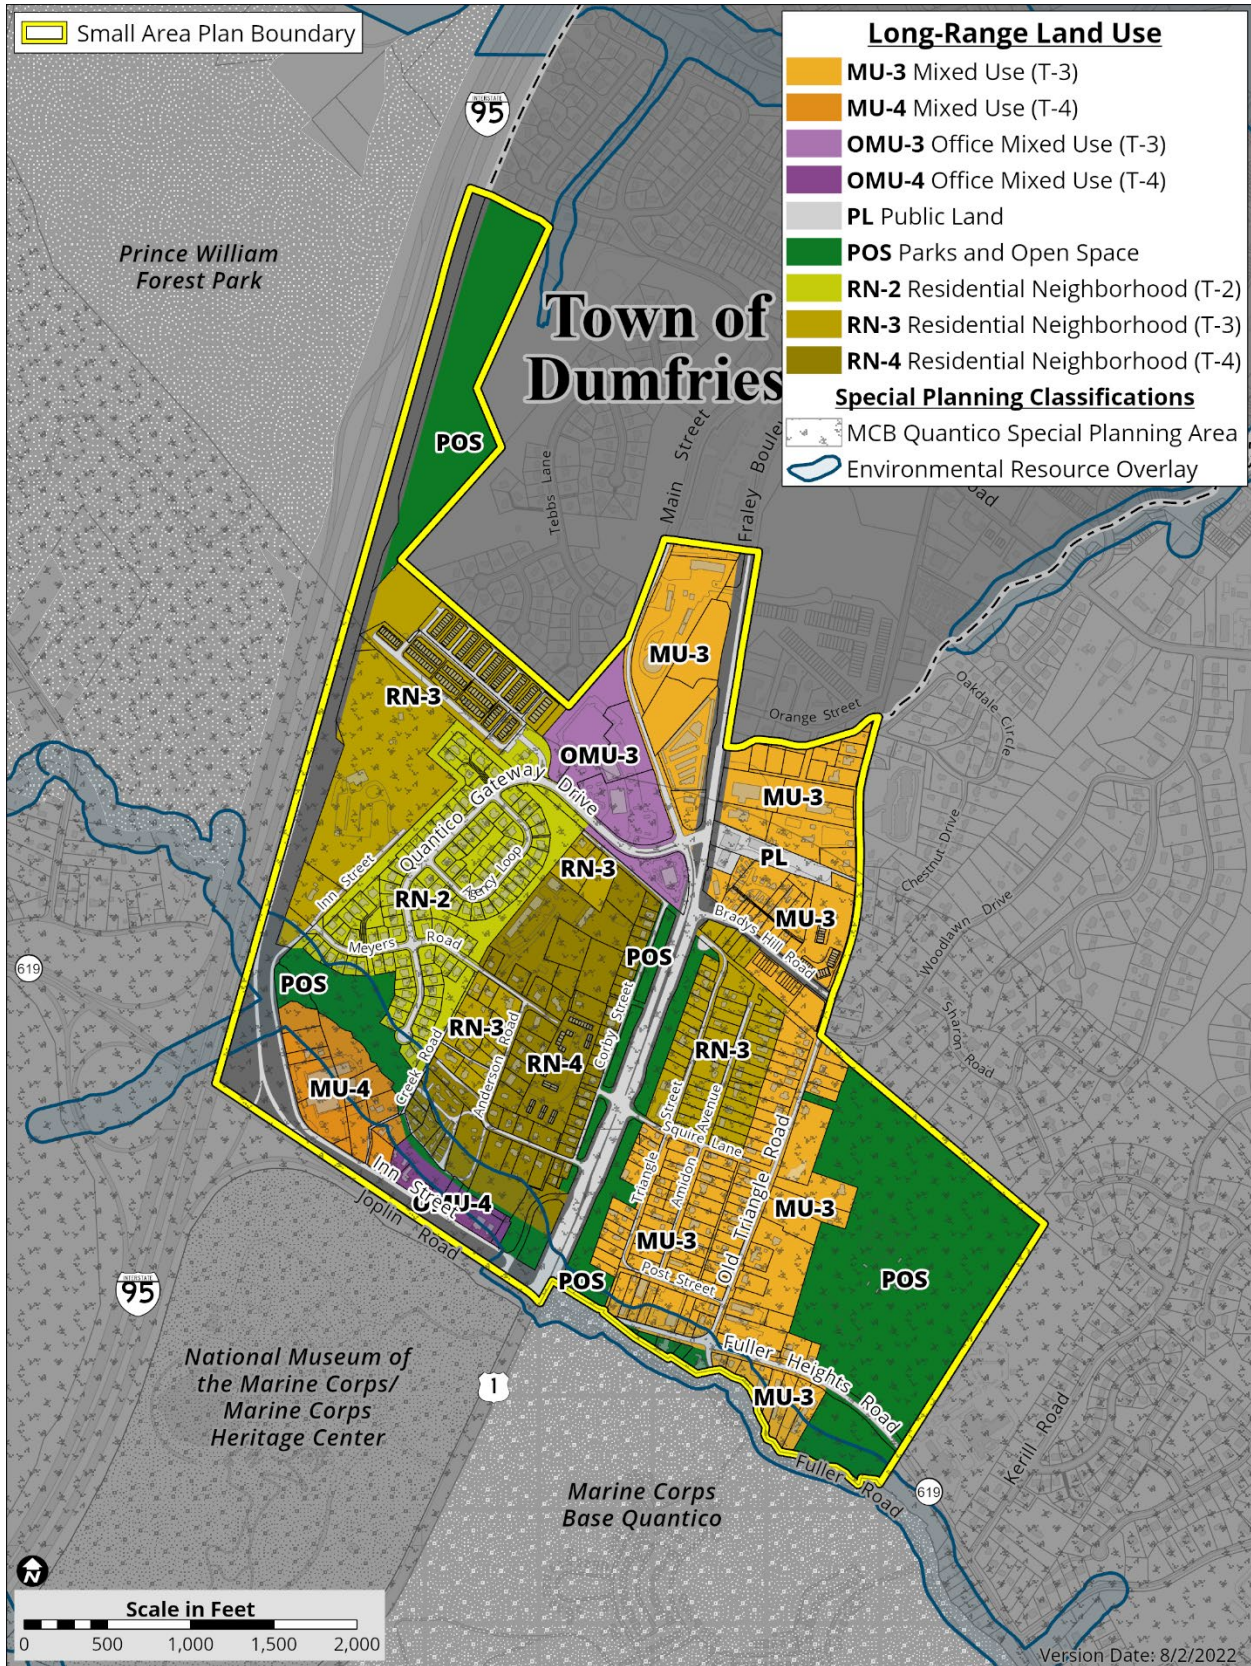 Small Area Plan Boundary
Long-Range Land Use
MU-3 Mixed Use (T-3)
MU-4 Mixed Use (T-4)
OMU-3 Office Mixed Use (T-3)
OMU-4 Office Mixed Use (T-4)
PL Public Land
POS Parks and Open Space
RN-2 Residential Neighborhood (T-2)
RN-3 Residential Neighborhood (T-3)
RN-4 Residential Neighborhood (T-4)
Special Planning Classifications
MCB Quantico Special Planning Area
Environmental Resource Overlay
INTERSTATE
95
Prince William
Forest Park
Town of
Dumfries
POS
Tebbs Lane
Main Street
Fraley Boulev
oad
MU-3
RN-3
Orange Street
Oakdale Circle
OMU-3
Quantico Gateway Drive
MU-3
PL
Chestnut Drive
RN-3
Inn Street
Agency Loop
RN-2
MU-3
Bradys Hill Road
Woodlawn Drive
Meyers Road
POS
619
POS
Sharon Road
RN-3
RN-4
Corby Street
RN-3
Creek Road
Anderson Road
MU-4
Triangle Street
Amidon Avenue
Squire Lane
Old Triangle Road
Inn Street
OMU-4
Joplin Road
MU-3
MU-3
Post Street
POS
POS
INTERSTATE
95
Fuller Heights Road
National Museum of
the Marine Corps/
Marine Corps
Heritage Center
1
MU-3
Kerill Road
Fuller Road
619
Marine Corps
Base Quantico
N
Scale in Feet
0 500 1,000 1,500 2,000
Version Date: 8/2/2022